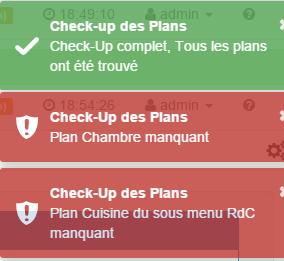 18:49:10 admin
Check-up des Plans
Check-Up complet, Tous les plans
ont été trouvé
18:54:26 admin
Check-Up des Plans
Plan Chambre manquant
Check-Up des Plans
Plan Cuisine du sous menu RdC
manquant